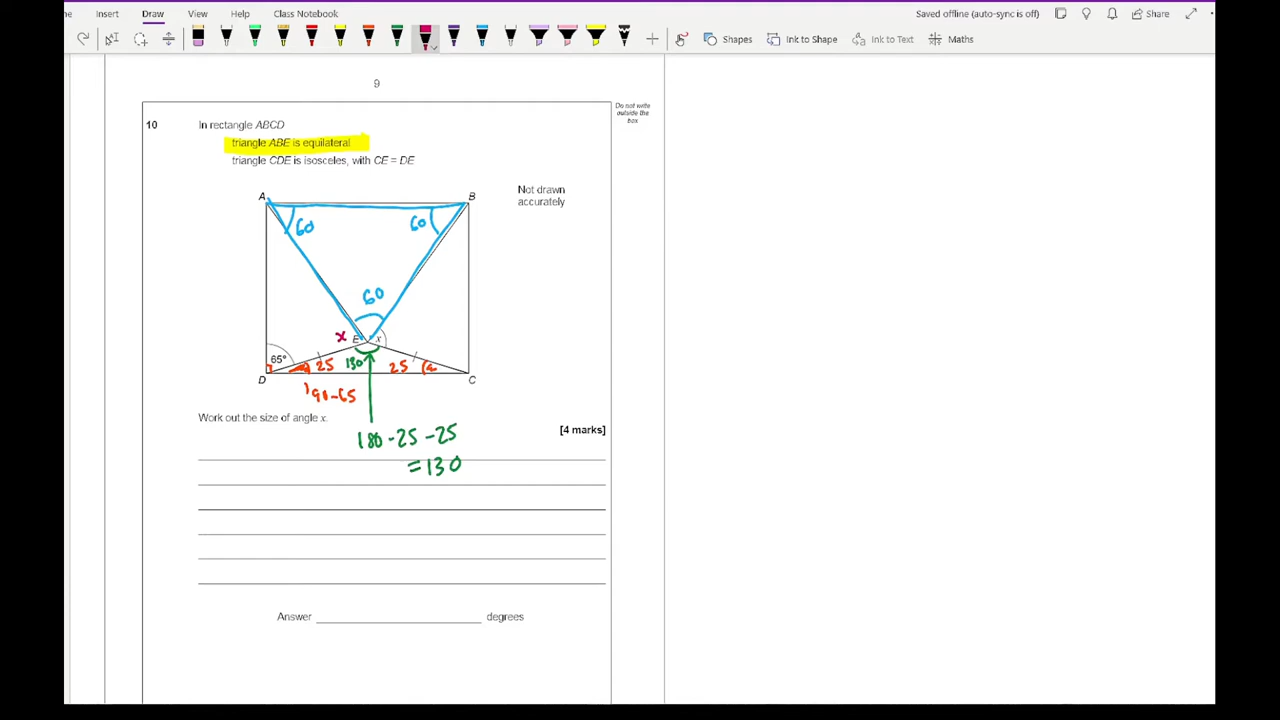 me Insert Draw View Help Class Notebook Saved offline (auto-sync is off) Share
Shapes Ink to Shape Ink to Text Maths
9
Do not write
outside the
box
10 In rectangle ABCD
triangle ABE is equilateral
triangle CDE is isosceles, with CE = DE
Not drawn
accurately
A B
60 60
60
x E x
65° 25 130 25
D C
90-65
Work out the size of angle x.
[4 marks]
180-25-25
=130
Answer degrees